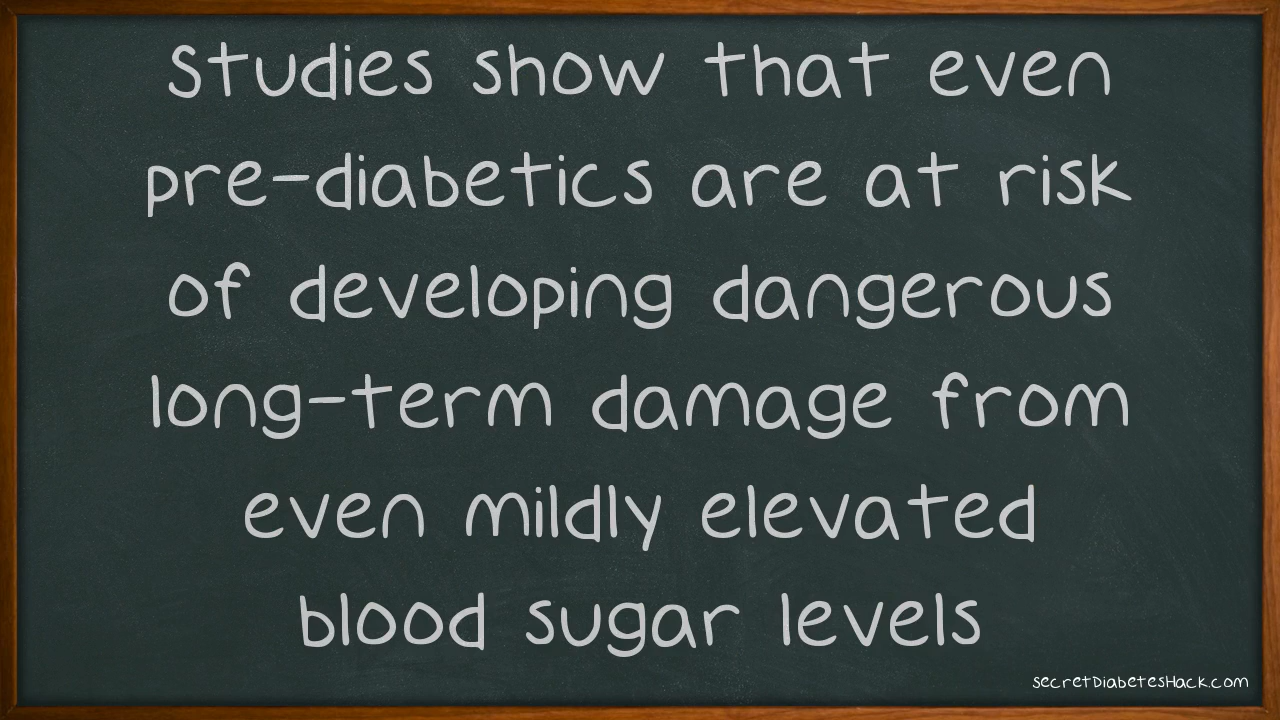 Studies show that even
pre-diabetics are at risk
of developing dangerous
long-term damage from
even mildly elevated
blood sugar levels
secretDiabetesHack.com